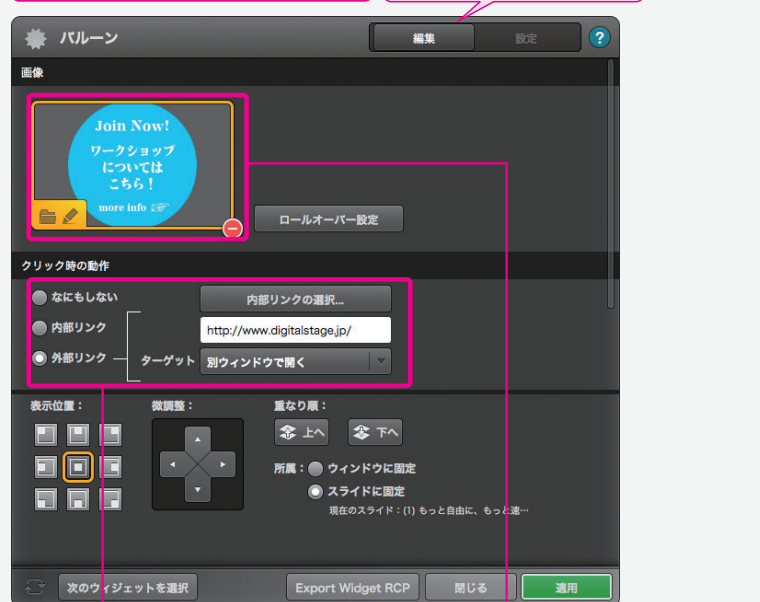 バルーン
編集
設定
?
画像
Join Now!
ワークショップ
については
こちら！
more info ☞
ロールオーバー設定
クリック時の動作
なにもしない
内部リンクの選択...
内部リンク
http://www.digitalstage.jp/
外部リンク
ターゲット
別ウィンドウで開く
表示位置：
微調整：
重なり順：
上へ
下へ
所属：
ウィンドウに固定
スライドに固定
現在のスライド：(1) もっと自由に、もっと速…
次のウィジェットを選択
Export Widget RCP
閉じる
適用